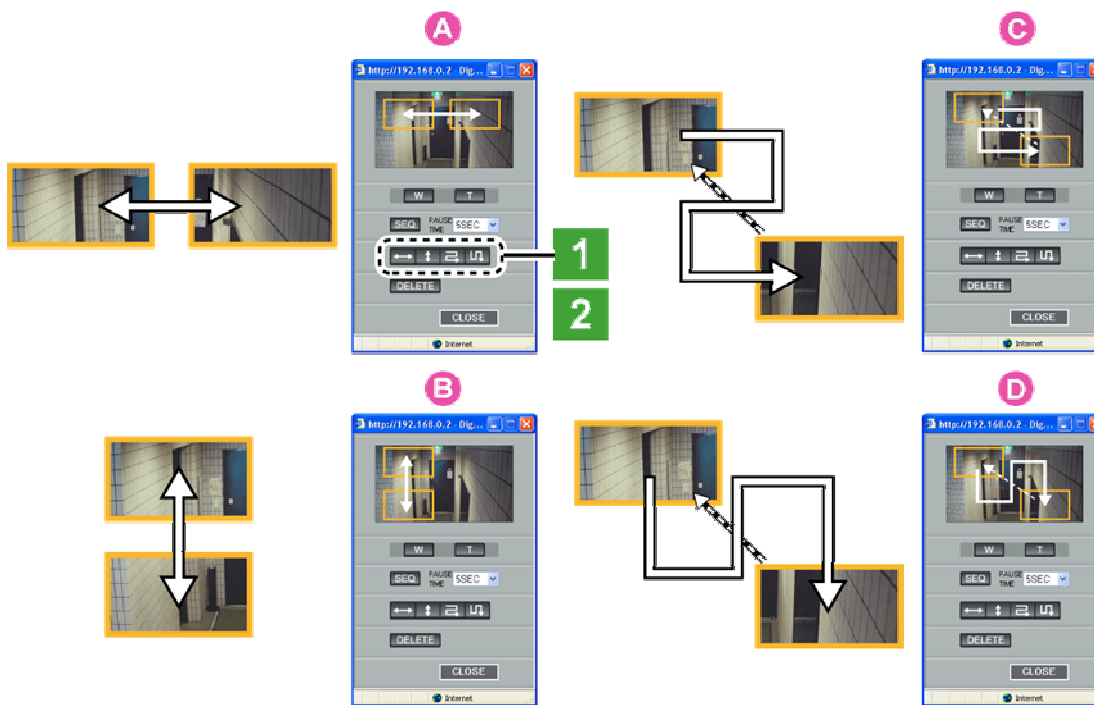 A
http://192.168.0.2 - Dig...
W T
SEQ PAUSE TIME 5SEC
DELETE
CLOSE
Internet
1
2
C
http://192.168.0.2 - Dig...
W T
SEQ PAUSE TIME 5SEC
DELETE
CLOSE
Internet
B
http://192.168.0.2 - Dig...
W T
SEQ PAUSE TIME 5SEC
DELETE
CLOSE
Internet
D
http://192.168.0.2 - Dig...
W T
SEQ PAUSE TIME 5SEC
DELETE
CLOSE
Internet